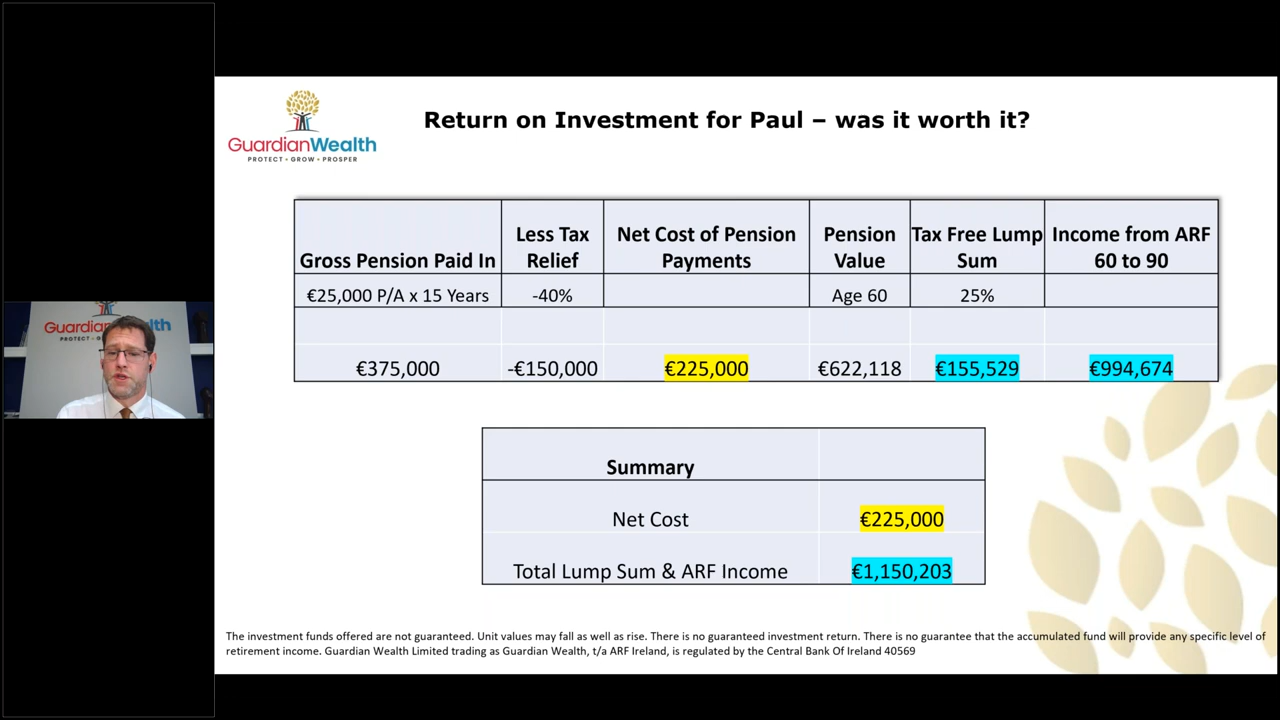 GuardianWealth
PROTECT • GROW • PROSPER
Return on Investment for Paul – was it worth it?
Gross Pension Paid In
Less Tax
Relief
Net Cost of Pension
Payments
Pension
Value
Tax Free Lump
Sum
Income from ARF
60 to 90
€25,000 P/A x 15 Years
-40%
Age 60
25%
€375,000
-€150,000
€225,000
€622,118
€155,529
€994,674
Summary
Net Cost
€225,000
Total Lump Sum & ARF Income
€1,150,203
The investment funds offered are not guaranteed. Unit values may fall as well as rise. There is no guaranteed investment return. There is no guarantee that the accumulated fund will provide any specific level of
retirement income. Guardian Wealth Limited trading as Guardian Wealth, t/a ARF Ireland, is regulated by the Central Bank Of Ireland 40569